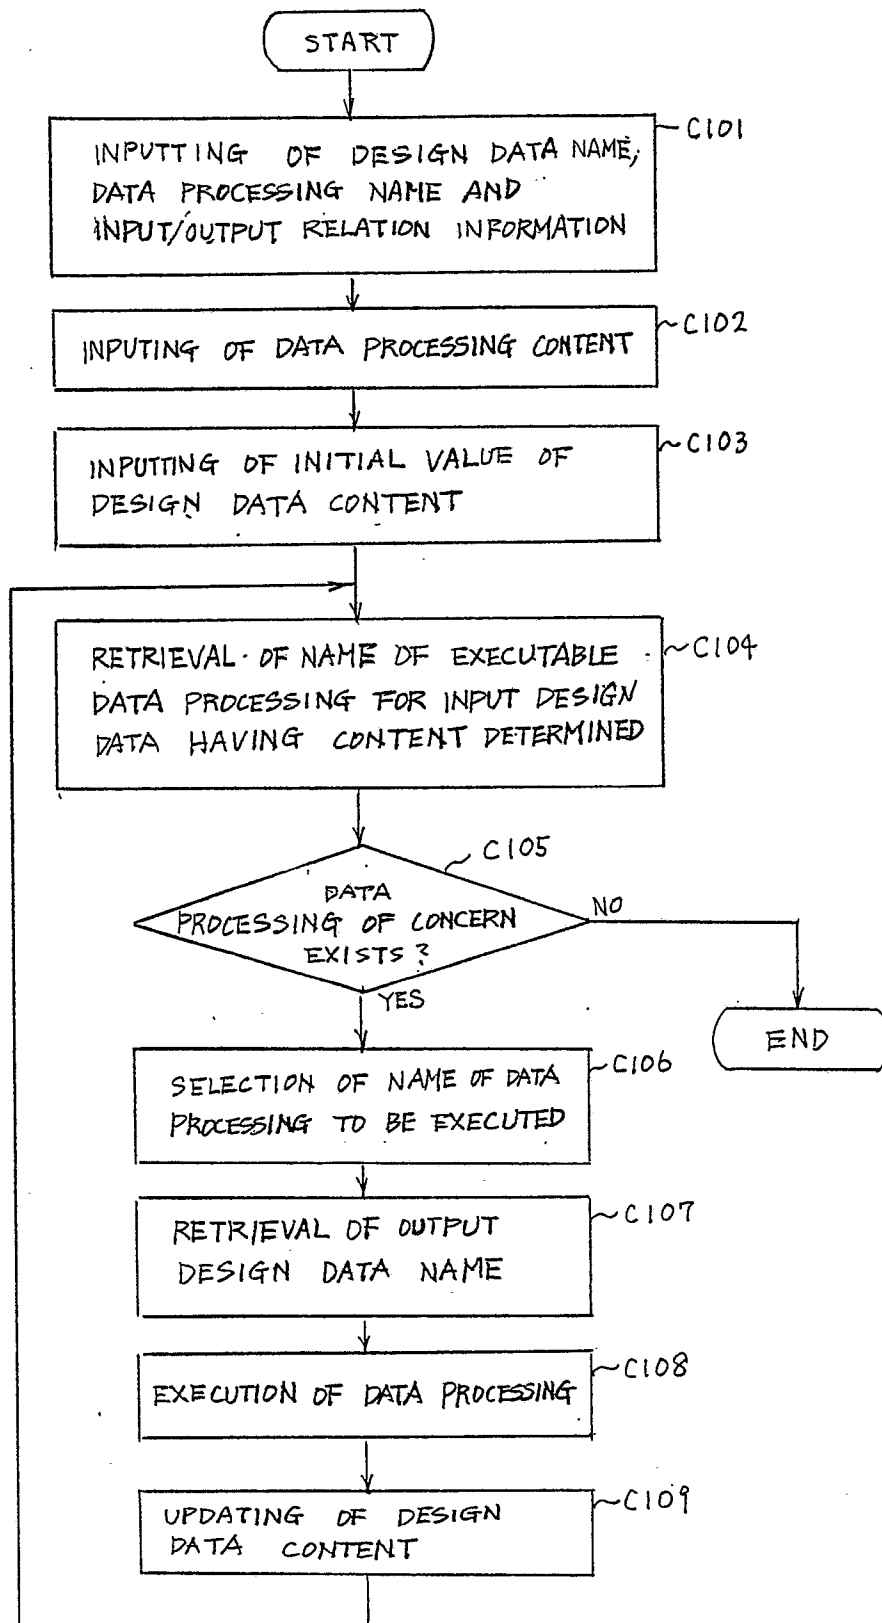 START
C101
INPUTTING OF DESIGN DATA NAME,
DATA PROCESSING NAME AND
INPUT/OUTPUT RELATION INFORMATION
C102
INPUTING OF DATA PROCESSING CONTENT
C103
INPUTTING OF INITIAL VALUE OF
DESIGN DATA CONTENT
C104
RETRIEVAL OF NAME OF EXECUTABLE
DATA PROCESSING FOR INPUT DESIGN
DATA HAVING CONTENT DETERMINED
C105
DATA
PROCESSING OF CONCERN
EXISTS?
NO
YES
END
C106
SELECTION OF NAME OF DATA
PROCESSING TO BE EXECUTED
C107
RETRIEVAL OF OUTPUT
DESIGN DATA NAME
C108
EXECUTION OF DATA PROCESSING
C109
UPDATING OF DESIGN
DATA CONTENT